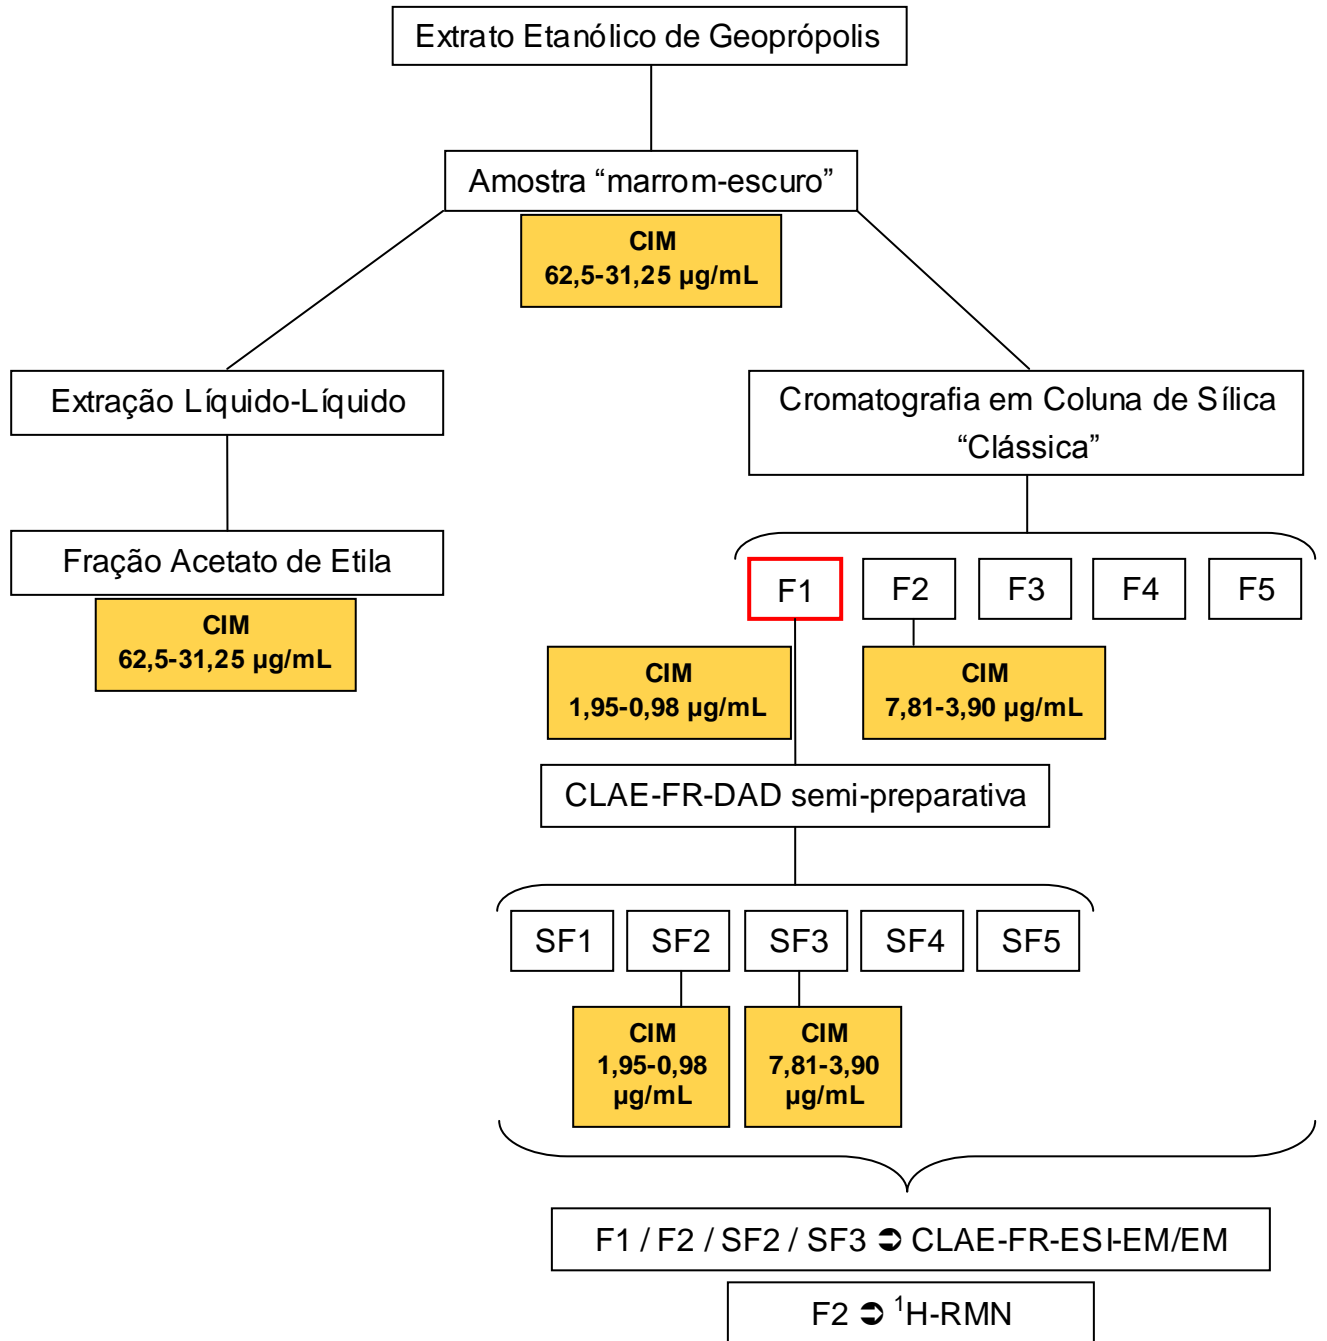 Extrato Etanólico de Geoprópolis
Amostra “marrom-escuro”
CIM
62,5-31,25 µg/mL
Extração Líquido-Líquido
Cromatografia em Coluna de Sílica
“Clássica”
Fração Acetato de Etila
CIM
62,5-31,25 µg/mL
F1
F2
F3
F4
F5
CIM
1,95-0,98 µg/mL
CIM
7,81-3,90 µg/mL
CLAE-FR-DAD semi-preparativa
SF1
SF2
SF3
SF4
SF5
CIM
1,95-0,98
µg/mL
CIM
7,81-3,90
µg/mL
F1 / F2 / SF2 / SF3 ➲ CLAE-FR-ESI-EM/EM
F2 ➲ ¹H-RMN